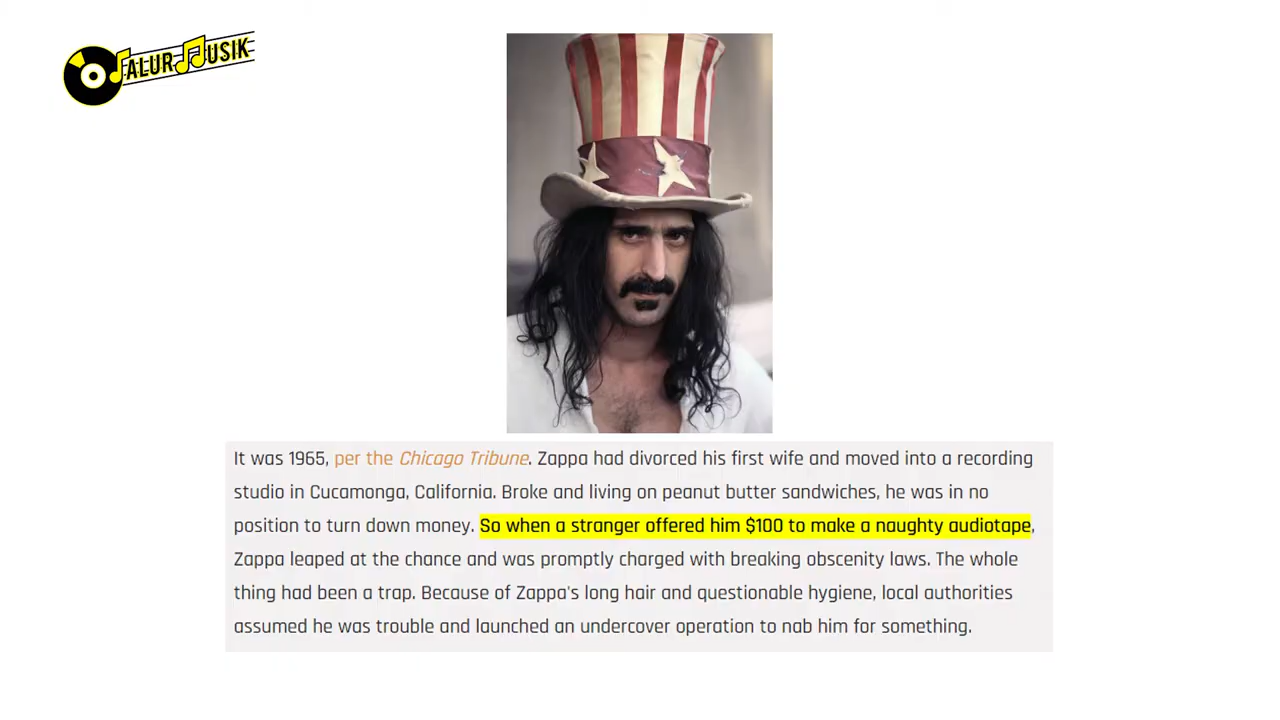 JALUR MUSIK
It was 1965, per the Chicago Tribune. Zappa had divorced his first wife and moved into a recording
studio in Cucamonga, California. Broke and living on peanut butter sandwiches, he was in no
position to turn down money. So when a stranger offered him $100 to make a naughty audiotape,
Zappa leaped at the chance and was promptly charged with breaking obscenity laws. The whole
thing had been a trap. Because of Zappa's long hair and questionable hygiene, local authorities
assumed he was trouble and launched an undercover operation to nab him for something.